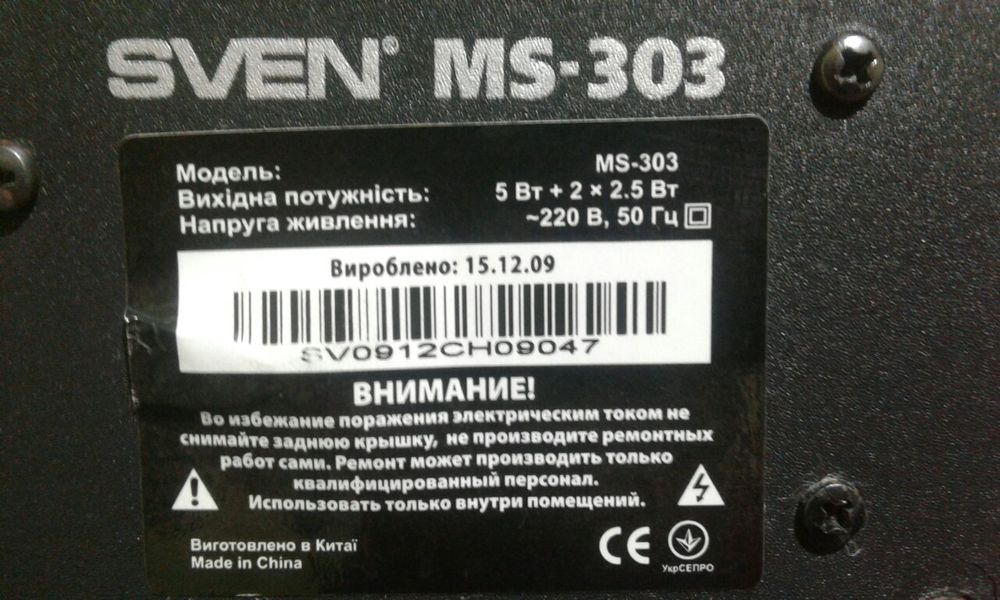 SVEN® MS-303
Модель: MS-303
Вихідна потужність: 5 Вт + 2 × 2.5 Вт
Напруга живлення: ~220 В, 50 Гц
Вироблено: 15.12.09
SV0912CH09047
ВНИМАНИЕ!
Во избежание поражения электрическим током не
снимайте заднюю крышку, не производите ремонтных
работ сами. Ремонт может производить только
квалифицированный персонал.
Использовать только внутри помещений.
Виготовлено в Китаї
Made in China
CE
УкрСЕПРО